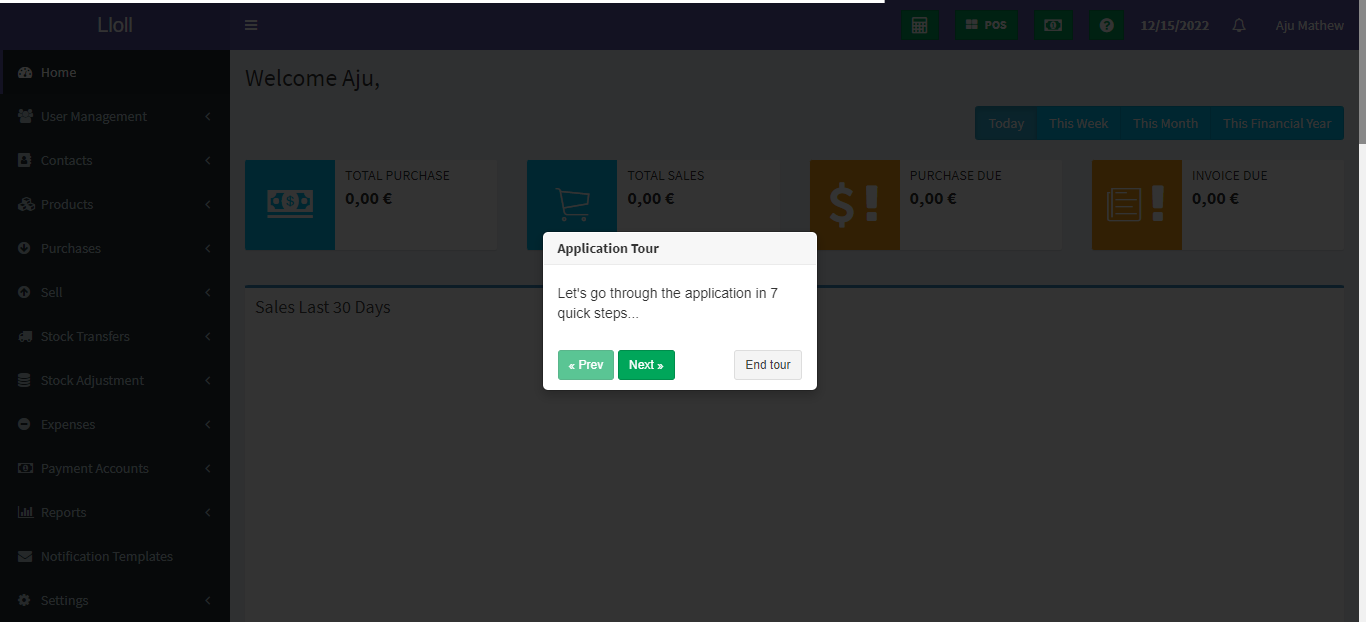 Lloll
POS
12/15/2022
Aju Mathew
Home
User Management
Contacts
Products
Purchases
Sell
Stock Transfers
Stock Adjustment
Expenses
Payment Accounts
Reports
Notification Templates
Settings
Welcome Aju,
Today This Week This Month This Financial Year
TOTAL PURCHASE
0,00 €
TOTAL SALES
0,00 €
PURCHASE DUE
0,00 €
INVOICE DUE
0,00 €
Sales Last 30 Days
Application Tour
Let's go through the application in 7
quick steps...
« Prev Next » End tour